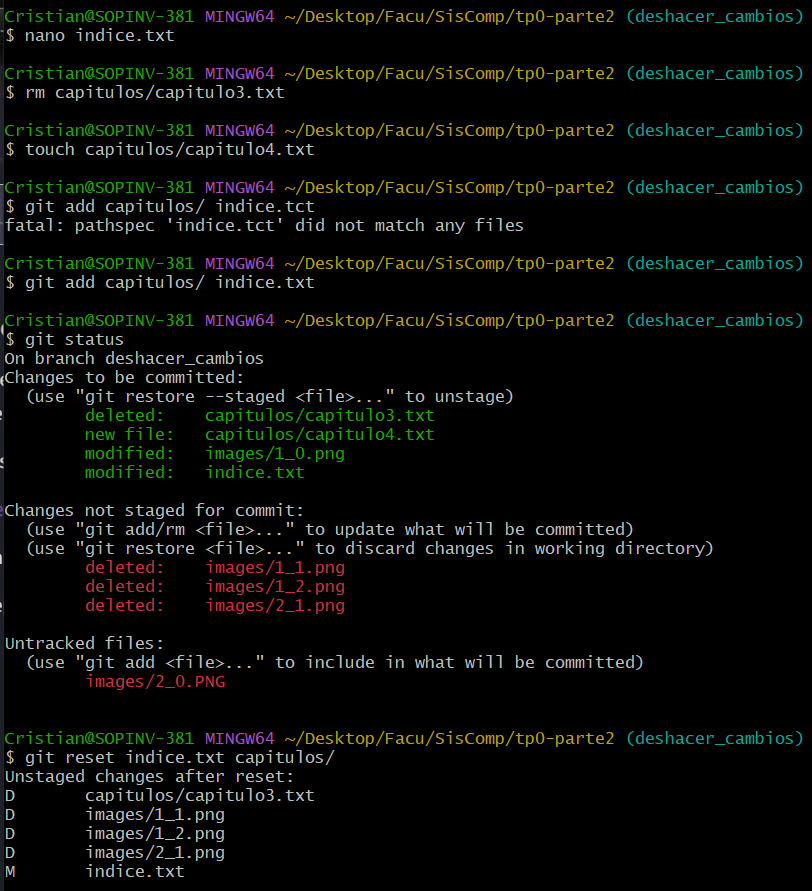 Cristian@SOPINV-381 MINGW64 ~/Desktop/Facu/SisComp/tp0-parte2 (deshacer_cambios)
$ nano indice.txt

Cristian@SOPINV-381 MINGW64 ~/Desktop/Facu/SisComp/tp0-parte2 (deshacer_cambios)
$ rm capitulos/capitulo3.txt

Cristian@SOPINV-381 MINGW64 ~/Desktop/Facu/SisComp/tp0-parte2 (deshacer_cambios)
$ touch capitulos/capitulo4.txt

Cristian@SOPINV-381 MINGW64 ~/Desktop/Facu/SisComp/tp0-parte2 (deshacer_cambios)
$ git add capitulos/ indice.tct
fatal: pathspec 'indice.tct' did not match any files

Cristian@SOPINV-381 MINGW64 ~/Desktop/Facu/SisComp/tp0-parte2 (deshacer_cambios)
$ git add capitulos/ indice.txt

Cristian@SOPINV-381 MINGW64 ~/Desktop/Facu/SisComp/tp0-parte2 (deshacer_cambios)
$ git status
On branch deshacer_cambios
Changes to be committed:
  (use "git restore --staged <file>..." to unstage)
        deleted:    capitulos/capitulo3.txt
        new file:   capitulos/capitulo4.txt
        modified:   images/1_0.png
        modified:   indice.txt

Changes not staged for commit:
  (use "git add/rm <file>..." to update what will be committed)
  (use "git restore <file>..." to discard changes in working directory)
        deleted:    images/1_1.png
        deleted:    images/1_2.png
        deleted:    images/2_1.png

Untracked files:
  (use "git add <file>..." to include in what will be committed)
        images/2_0.PNG

Cristian@SOPINV-381 MINGW64 ~/Desktop/Facu/SisComp/tp0-parte2 (deshacer_cambios)
$ git reset indice.txt capitulos/
Unstaged changes after reset:
D       capitulos/capitulo3.txt
D       images/1_1.png
D       images/1_2.png
D       images/2_1.png
M       indice.txt